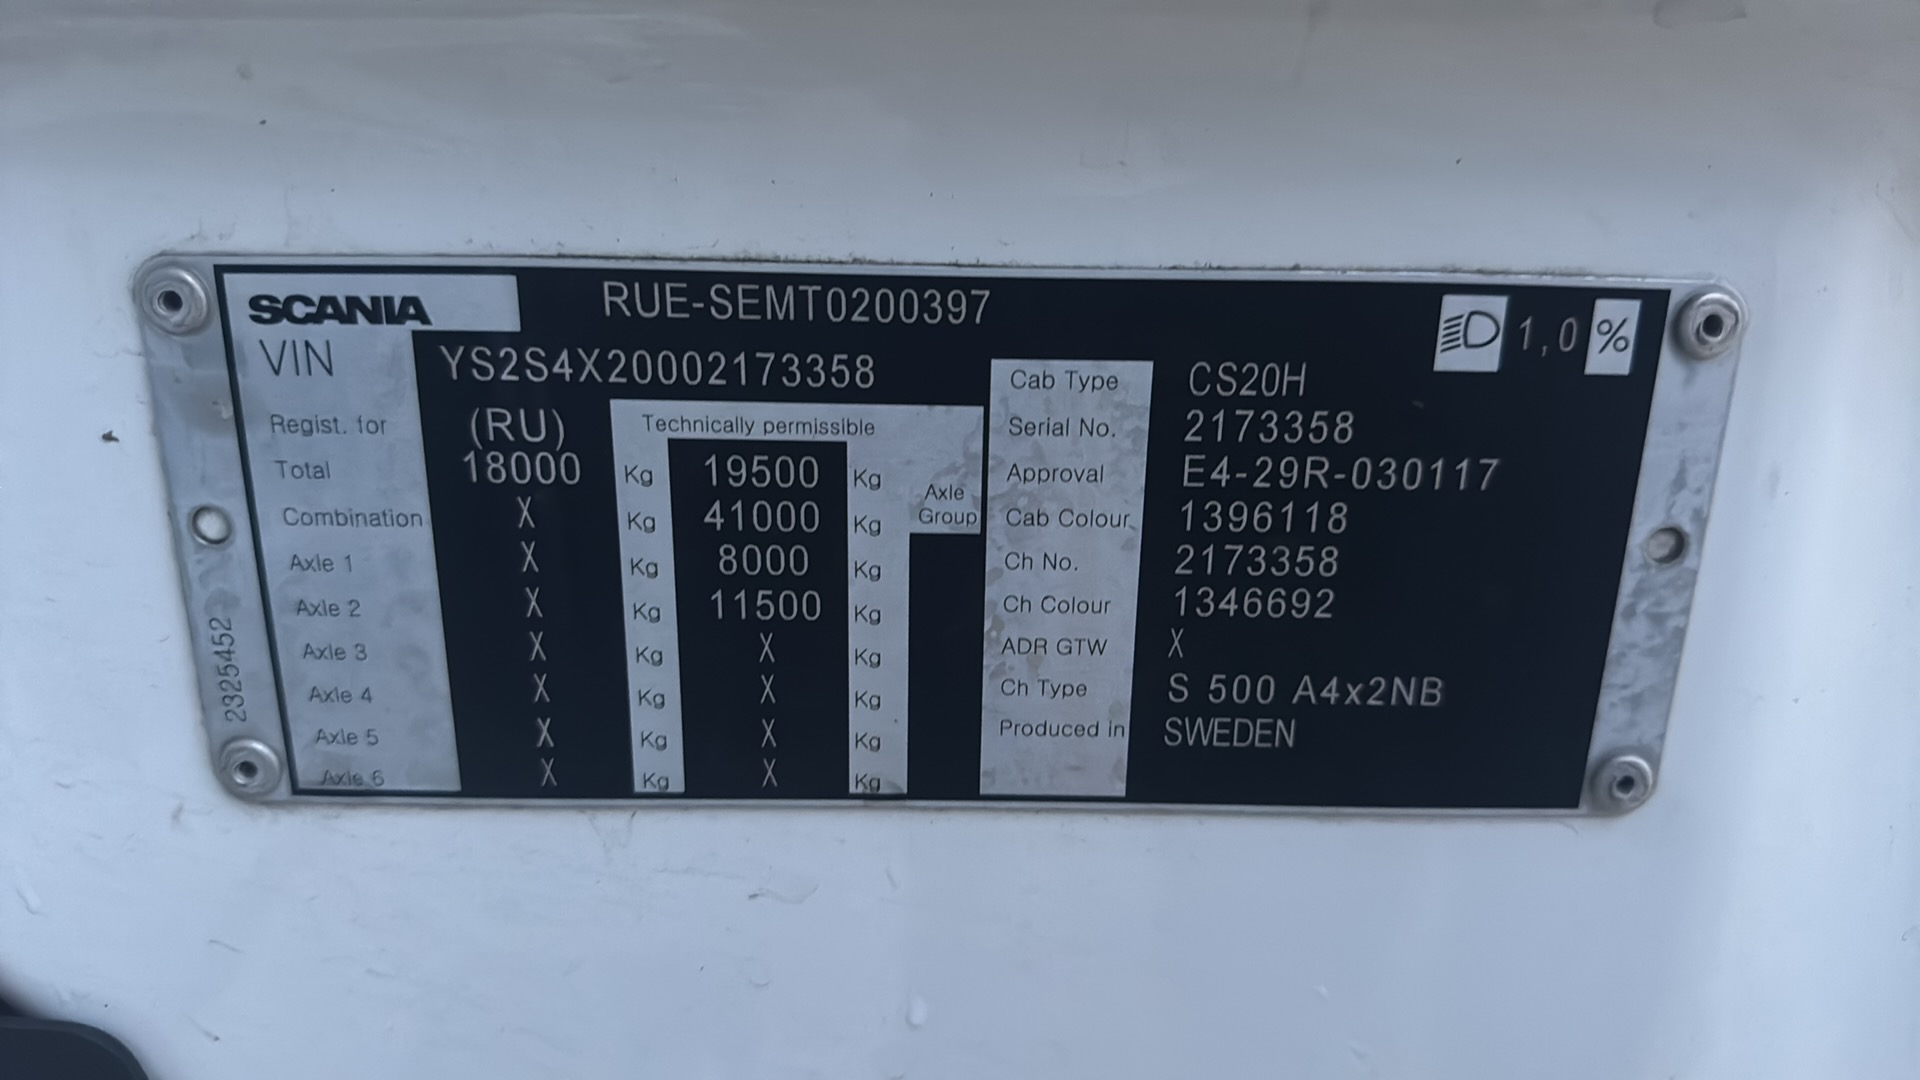 SCANIA RUE-SEMT0200397 1,0 %
VIN YS2S4X20002173358
Cab Type CS20H
Regist. for (RU) Technically permissible Serial No. 2173358
Total 18000 Kg 19500 Kg Axle Group Approval E4-29R-030117
Combination X Kg 41000 Kg Cab Colour 1396118
Axle 1 X Kg 8000 Kg Ch No. 2173358
Axle 2 X Kg 11500 Kg Ch Colour 1346692
Axle 3 X Kg X Kg ADR GTW X
Axle 4 X Kg X Kg Ch Type S 500 A4x2NB
Axle 5 X Kg X Kg Produced in SWEDEN
Axle 6 X Kg X Kg
2325452